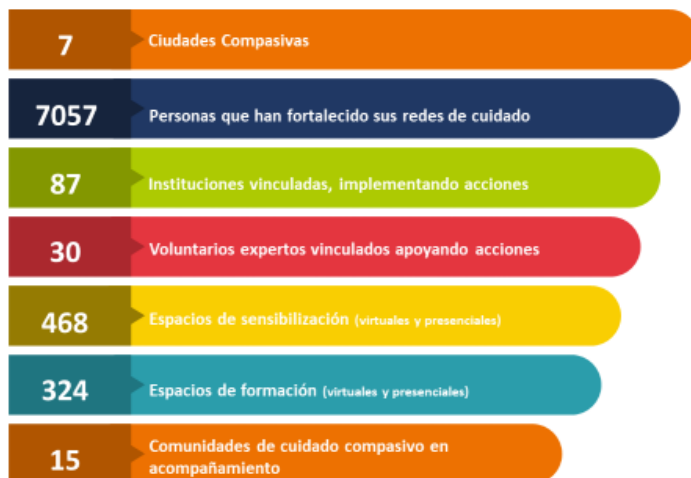 7
Ciudades Compasivas
7057
Personas que han fortalecido sus redes de cuidado
87
Instituciones vinculadas, implementando acciones
30
Voluntarios expertos vinculados apoyando acciones
468
Espacios de sensibilización (virtuales y presenciales)
324
Espacios de formación (virtuales y presenciales)
15
Comunidades de cuidado compasivo en
acompañamiento